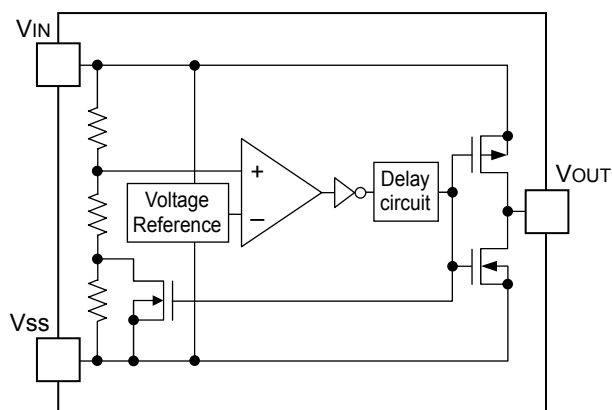 VIN
Voltage
Reference
+
−
Delay
circuit
VOUT
VSS